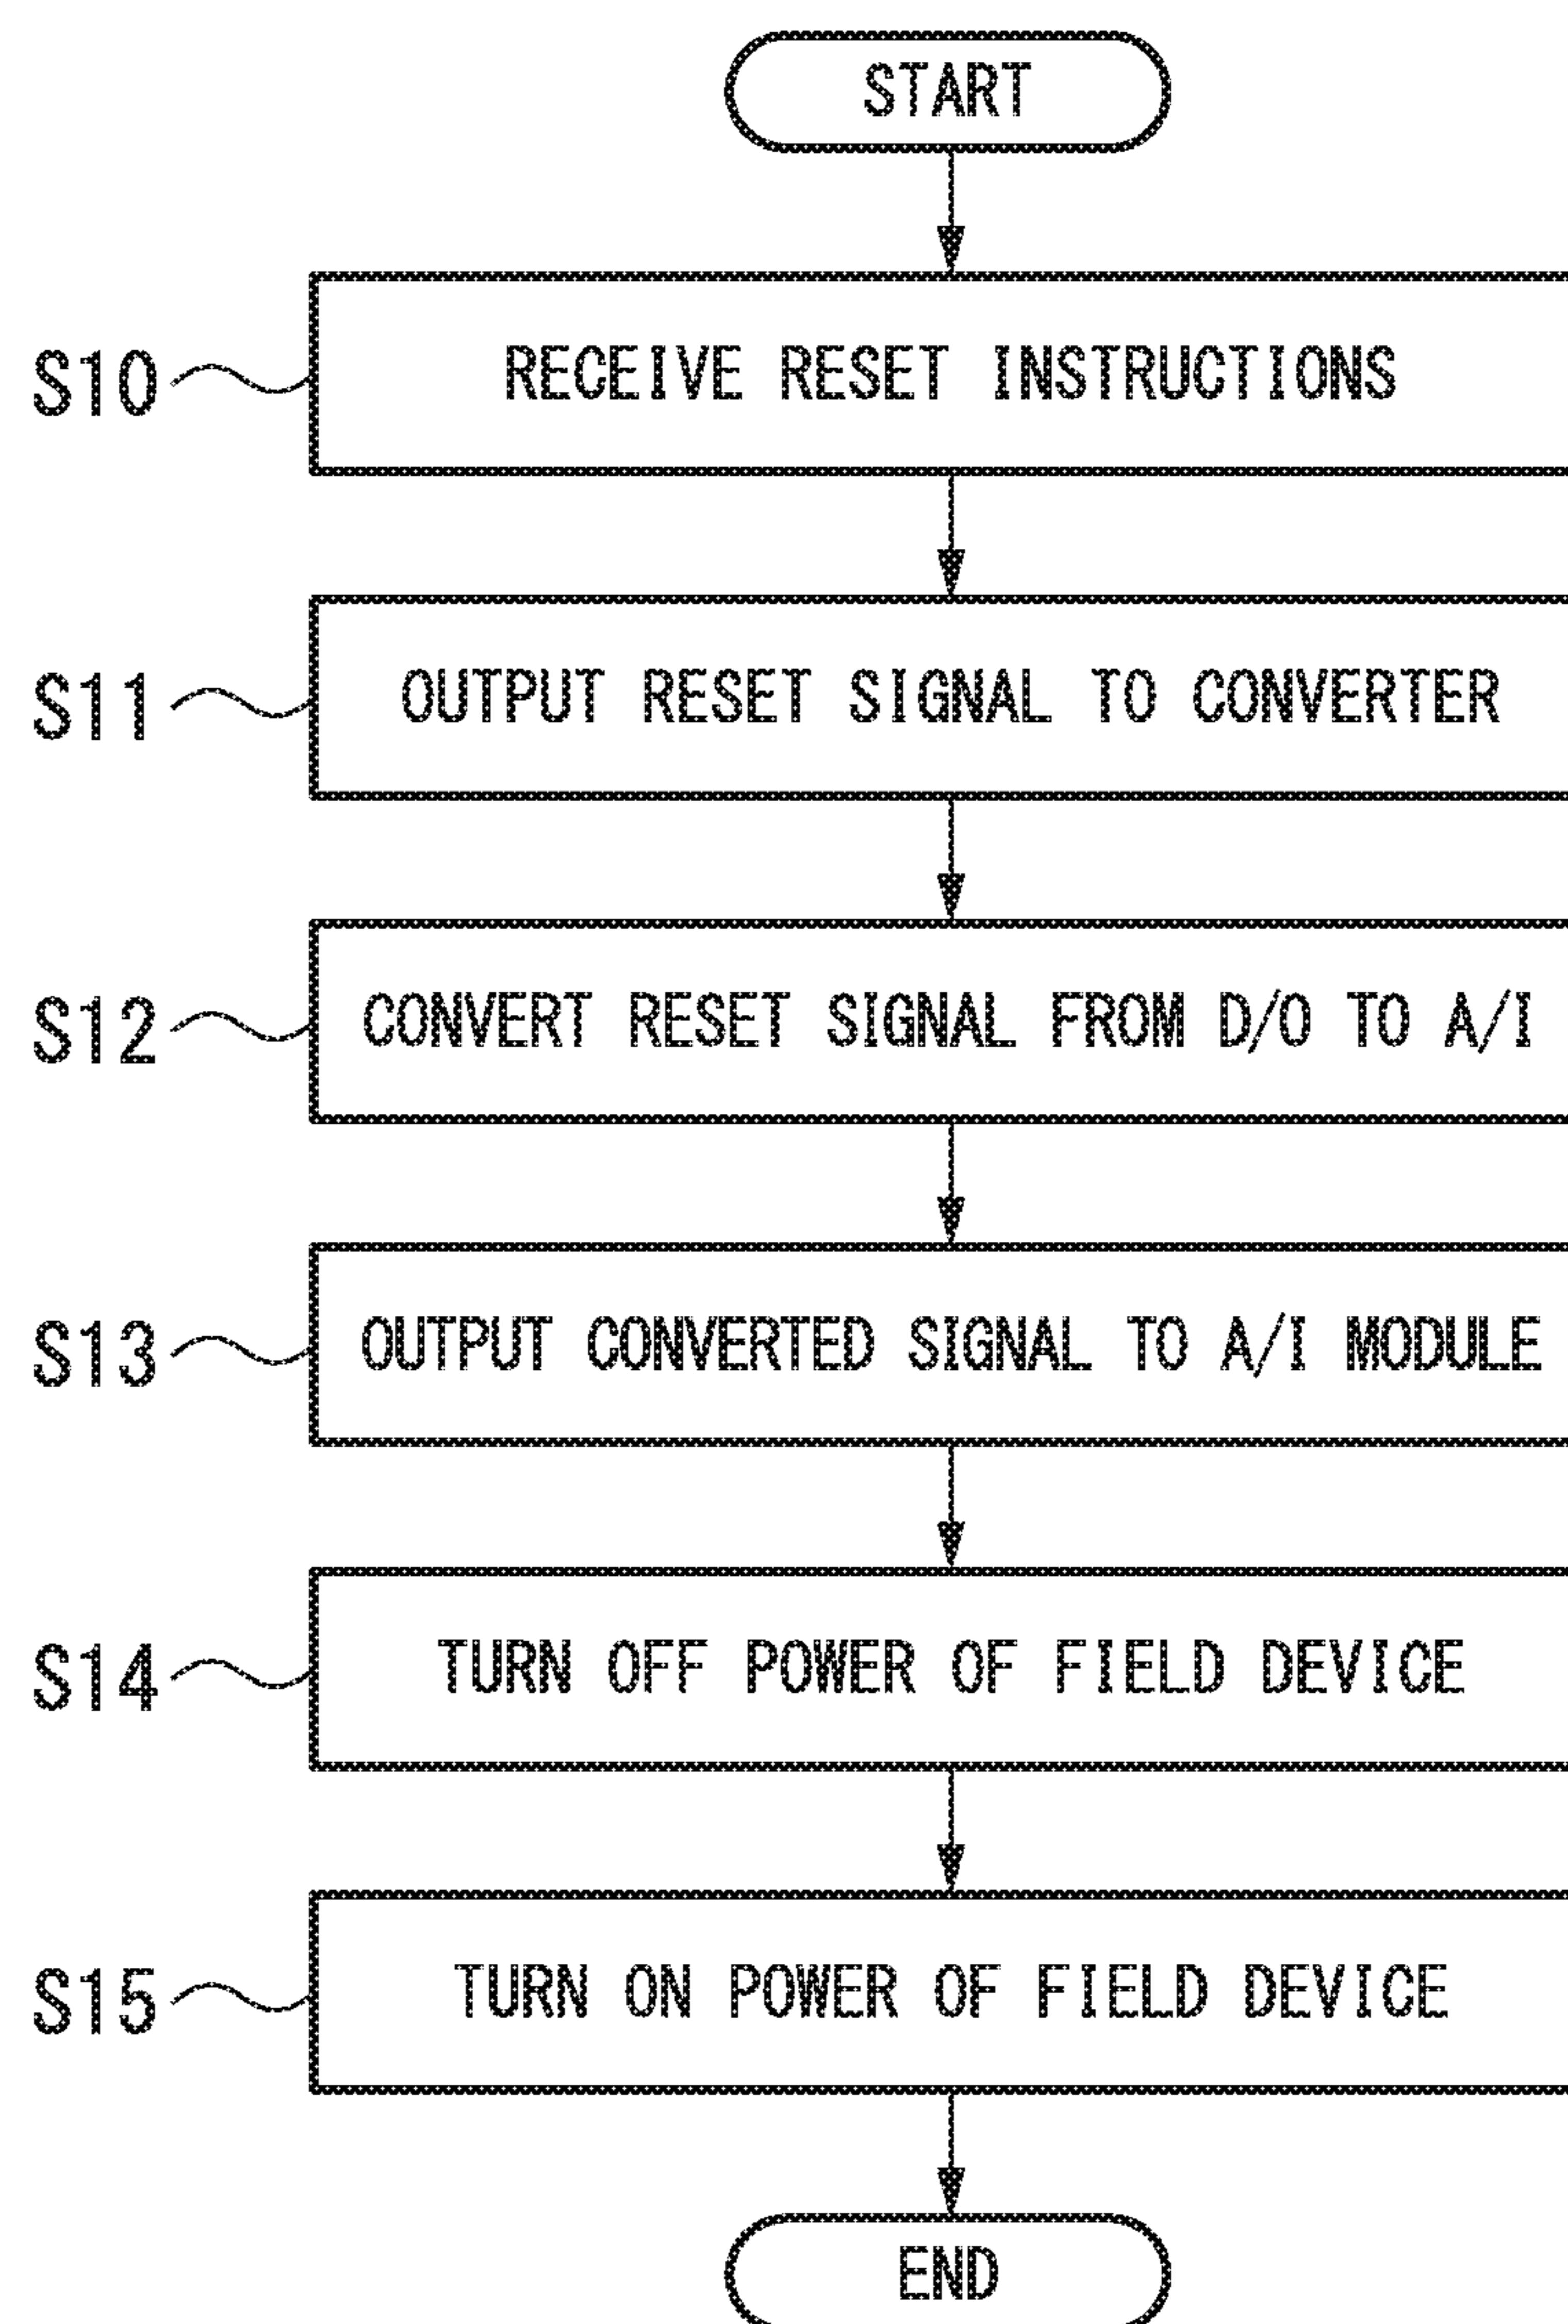 START
S10 RECEIVE RESET INSTRUCTIONS
S11 OUTPUT RESET SIGNAL TO CONVERTER
S12 CONVERT RESET SIGNAL FROM D/O TO A/I
S13 OUTPUT CONVERTED SIGNAL TO A/I MODULE
S14 TURN OFF POWER OF FIELD DEVICE
S15 TURN ON POWER OF FIELD DEVICE
END